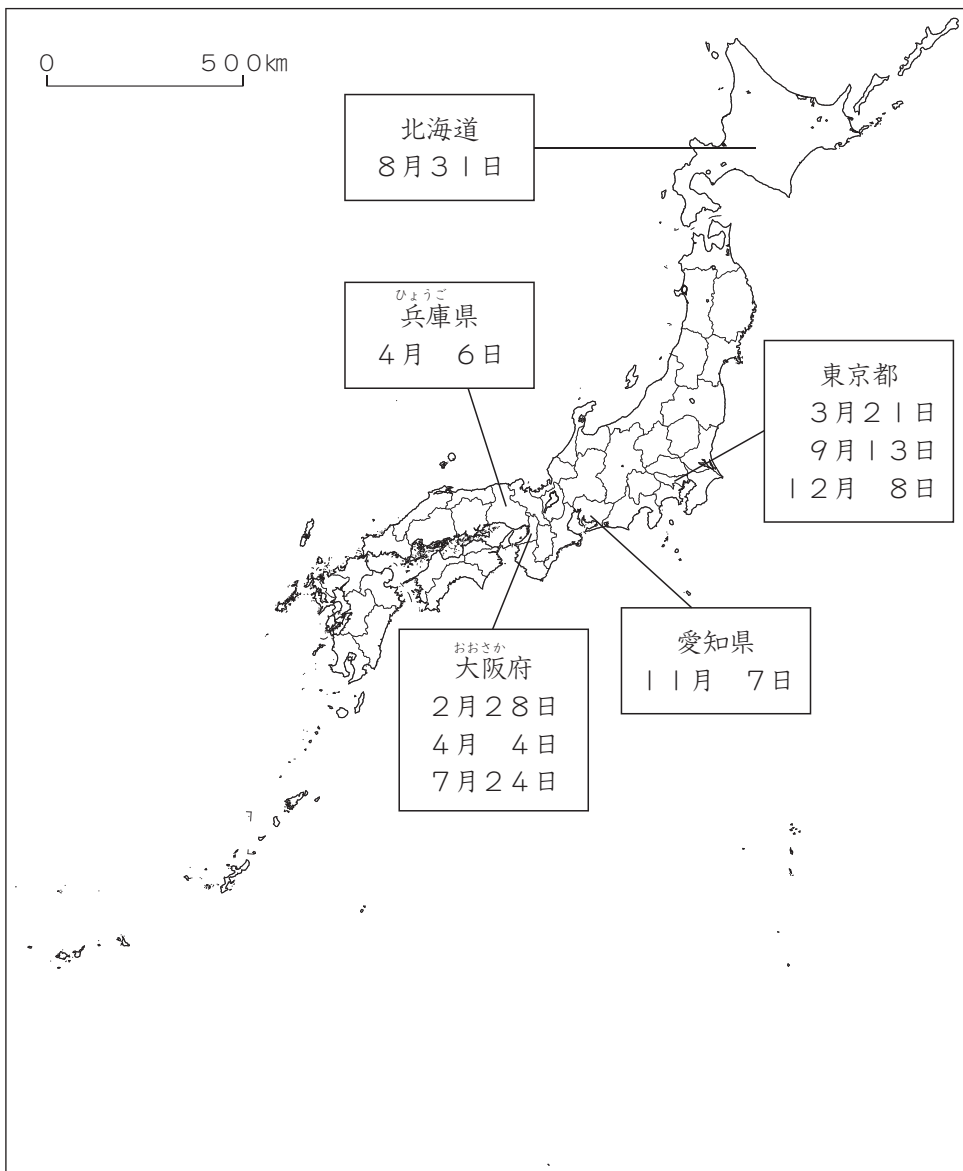 ０　５００㎞
北海道
８月３１日
ひょうご
兵庫県
４月　６日
東京都
３月２１日
９月１３日
１２月　８日
愛知県
１１月　７日
おおさか
大阪府
２月２８日
４月　４日
７月２４日